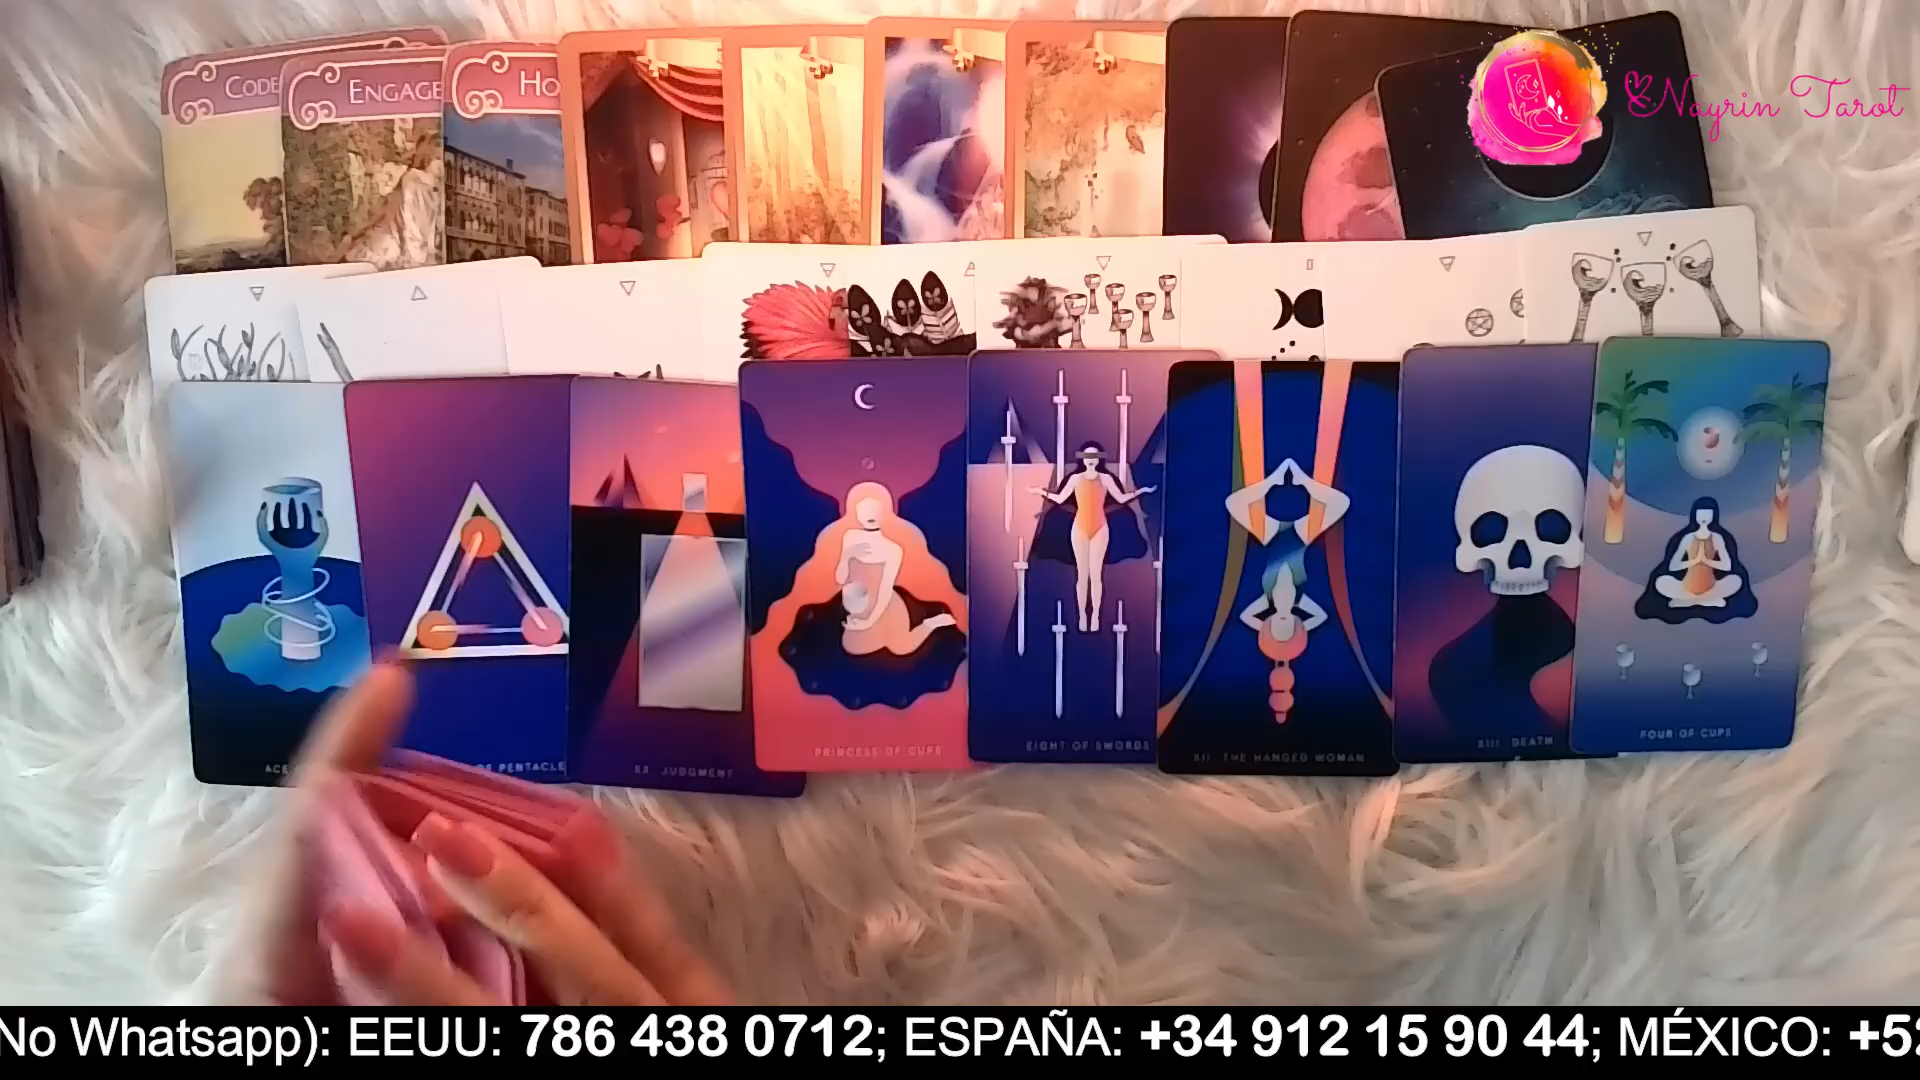 CODE
ENGAGE
HO
Nayrin Tarot
ACE
OF PENTACLE
XX JUDGMENT
PRINCESS OF CUPS
EIGHT OF SWORDS
XII THE HANGED WOMAN
XIII DEATH
FOUR OF CUPS
No Whatsapp): EEUU: 786 438 0712; ESPAÑA: +34 912 15 90 44; MÉXICO: +52